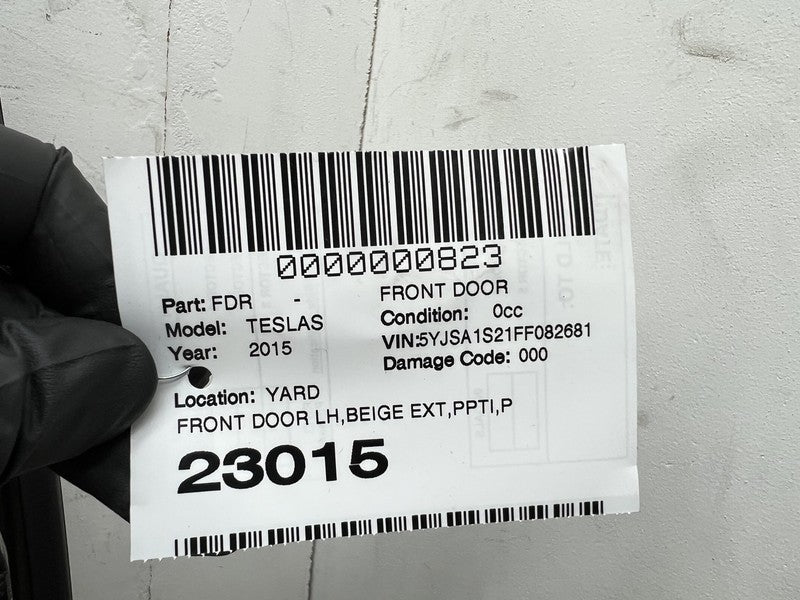 0000000823
Part: FDR - FRONT DOOR
Model: TESLAS Condition: 0cc
Year: 2015 VIN:5YJSA1S21FF082681
Damage Code: 000
Location: YARD
FRONT DOOR LH,BEIGE EXT,PPTI,P
23015